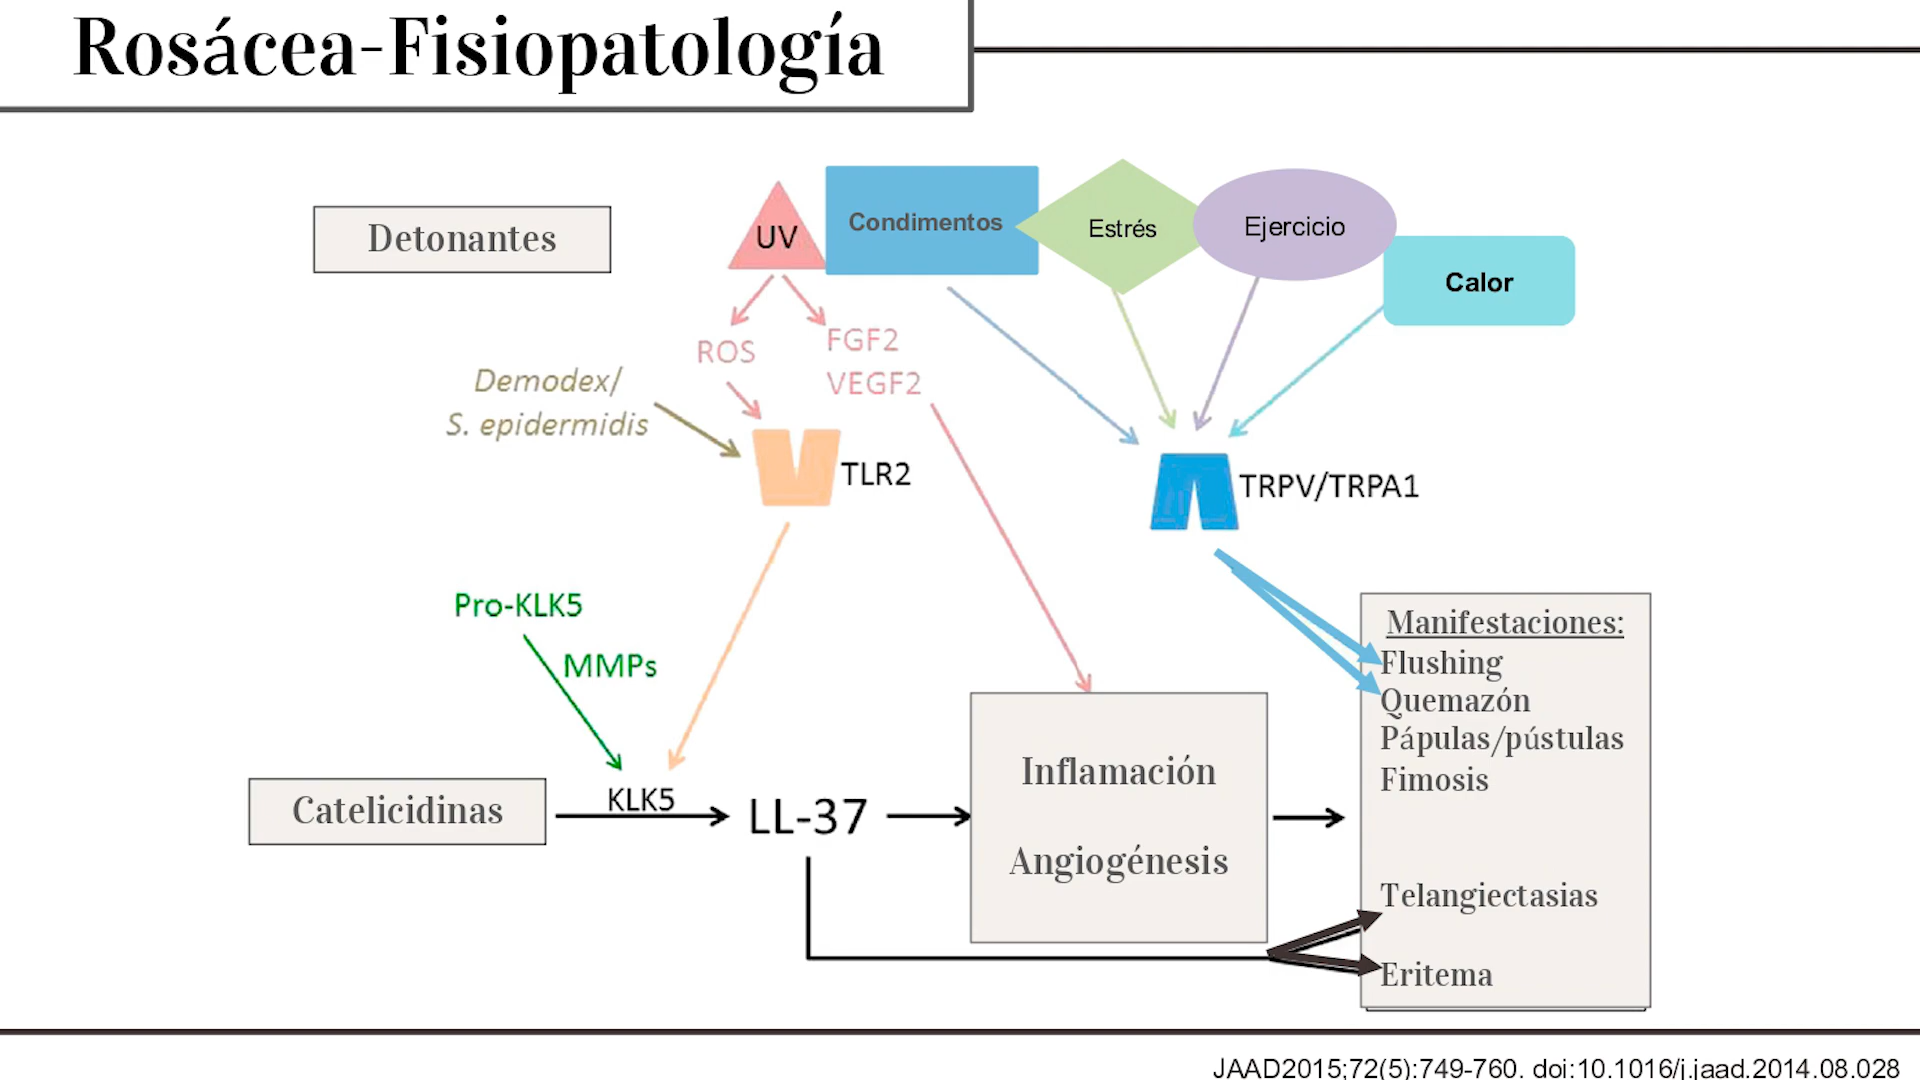 Rosácea-Fisiopatología
Detonantes
UV
Condimentos
Estrés
Ejercicio
Calor
ROS
FGF2
VEGF2
Demodex/
S. epidermidis
TLR2
TRPV/TRPA1
Pro-KLK5
MMPs
Catelicidinas
KLK5
LL-37
Inflamación
Angiogénesis
Manifestaciones:
Flushing
Quemazón
Pápulas/pústulas
Fimosis
Telangiectasias
Eritema
JAAD2015;72(5):749-760. doi:10.1016/j.jaad.2014.08.028